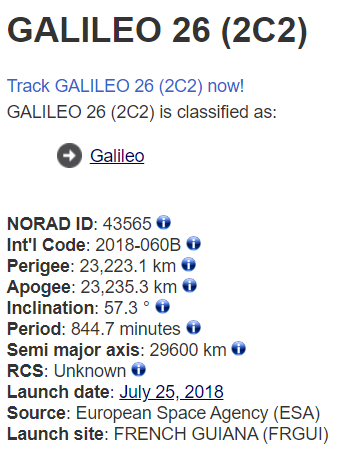 GALILEO 26 (2C2)
Track GALILEO 26 (2C2) now!
GALILEO 26 (2C2) is classified as:
Galileo
NORAD ID: 43565
Int'l Code: 2018-060B
Perigee: 23,223.1 km
Apogee: 23,235.3 km
Inclination: 57.3 °
Period: 844.7 minutes
Semi major axis: 29600 km
RCS: Unknown
Launch date: July 25, 2018
Source: European Space Agency (ESA)
Launch site: FRENCH GUIANA (FRGUI)